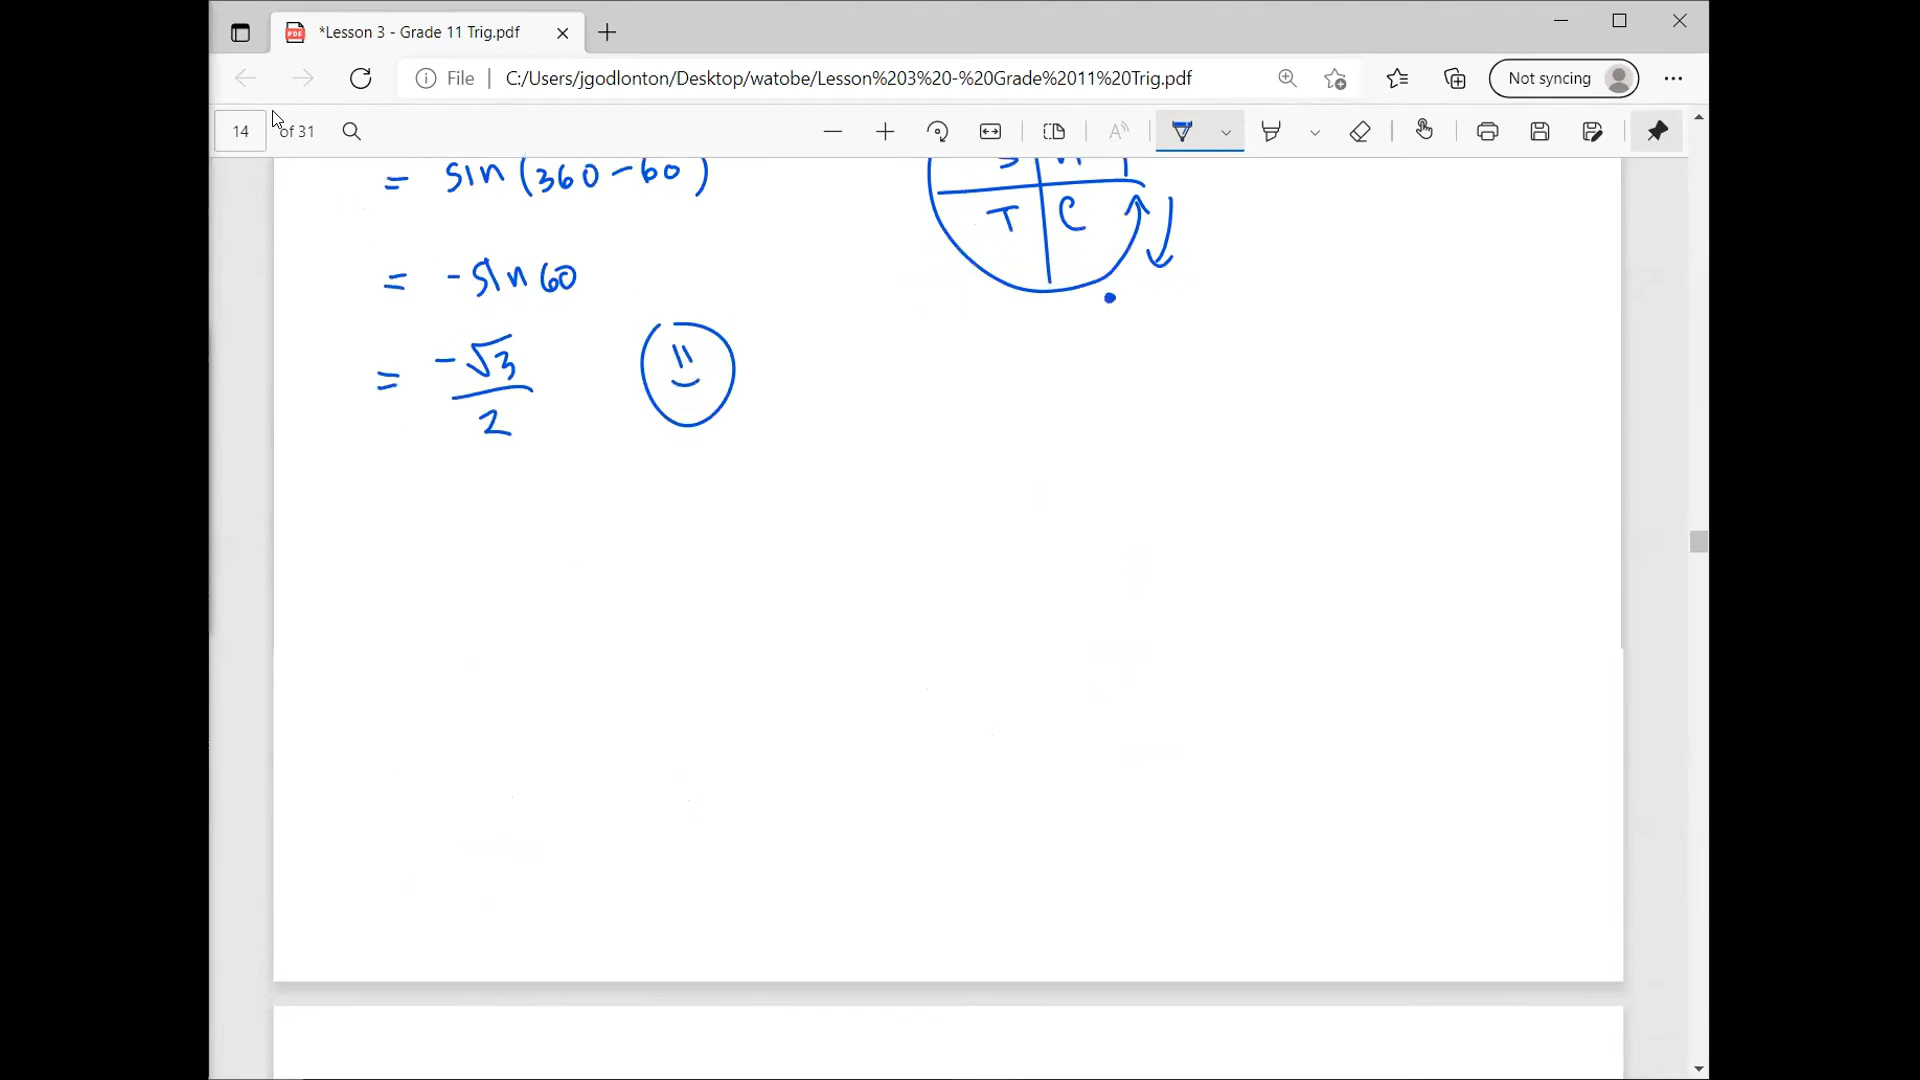 *Lesson 3 - Grade 11 Trig.pdf
File C:/Users/jgodlonton/Desktop/watobe/Lesson%203%20-%20Grade%2011%20Trig.pdf
Not syncing
14 of 31
= sin (360 - 60)
T C
= - sin 60
= -√3
2